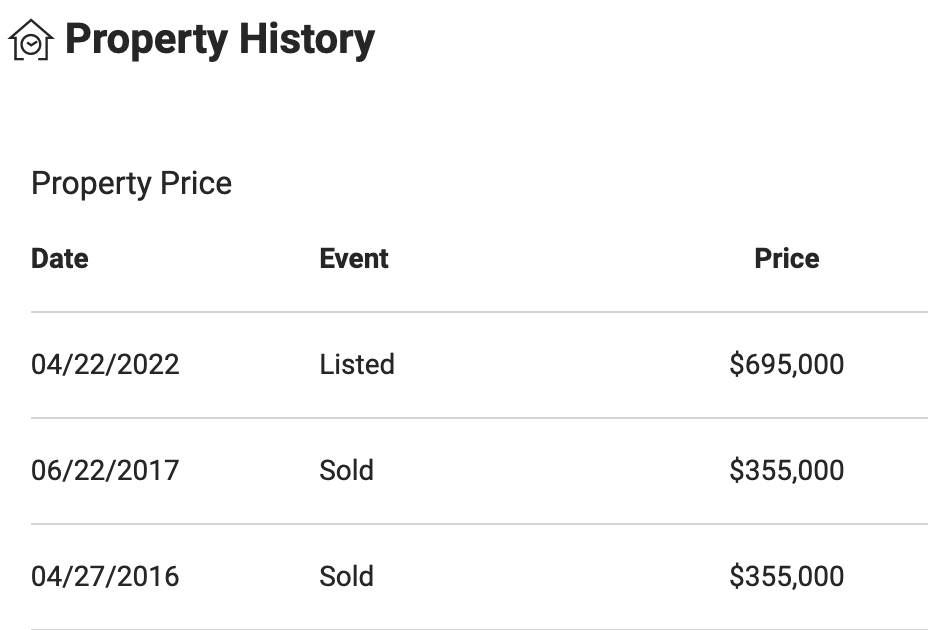 Property History
Property Price
Date Event Price
04/22/2022 Listed $695,000
06/22/2017 Sold $355,000
04/27/2016 Sold $355,000